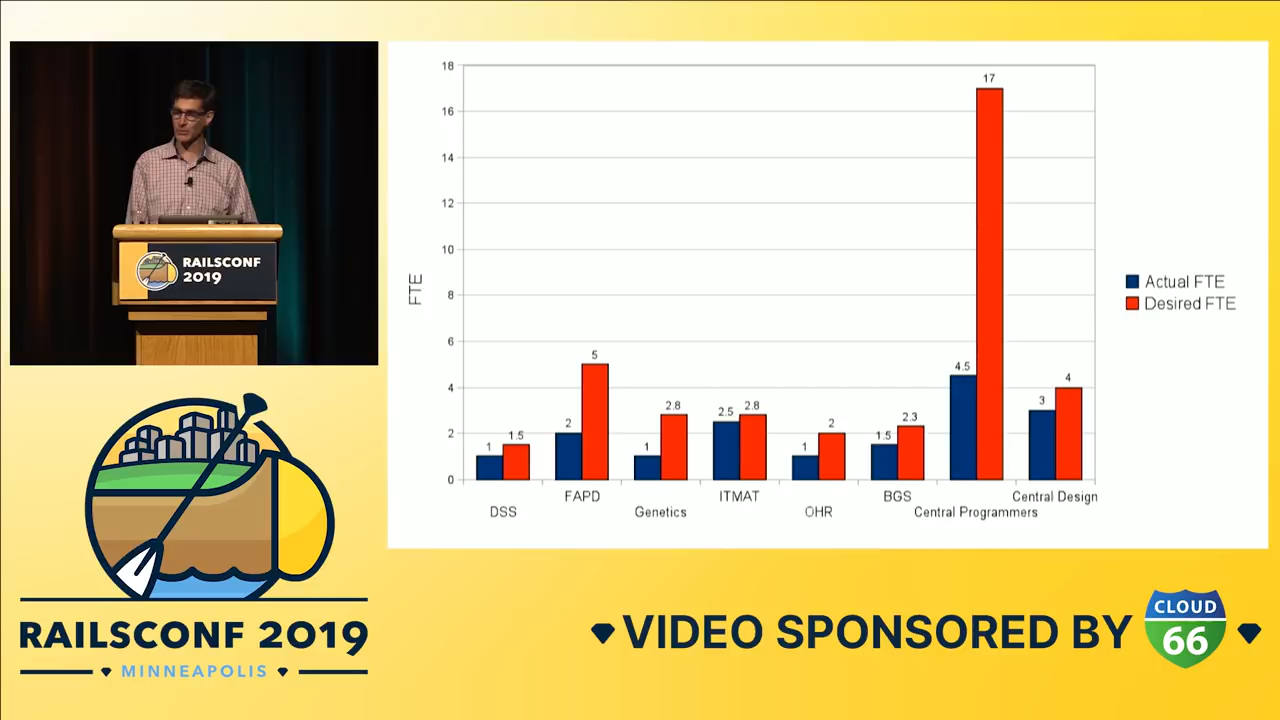 RAILSCONF
2019
RAILSCONF 2019
MINNEAPOLIS
18
16
14
12
10
8
6
4
2
0
FTE
1
1.5
2
5
1
2.8
2.5
2.8
1
2
1.5
2.3
4.5
17
3
4
DSS
FAPD
Genetics
ITMAT
OHR
BGS
Central Programmers
Central Design
Actual FTE
Desired FTE
VIDEO SPONSORED BY
CLOUD
66